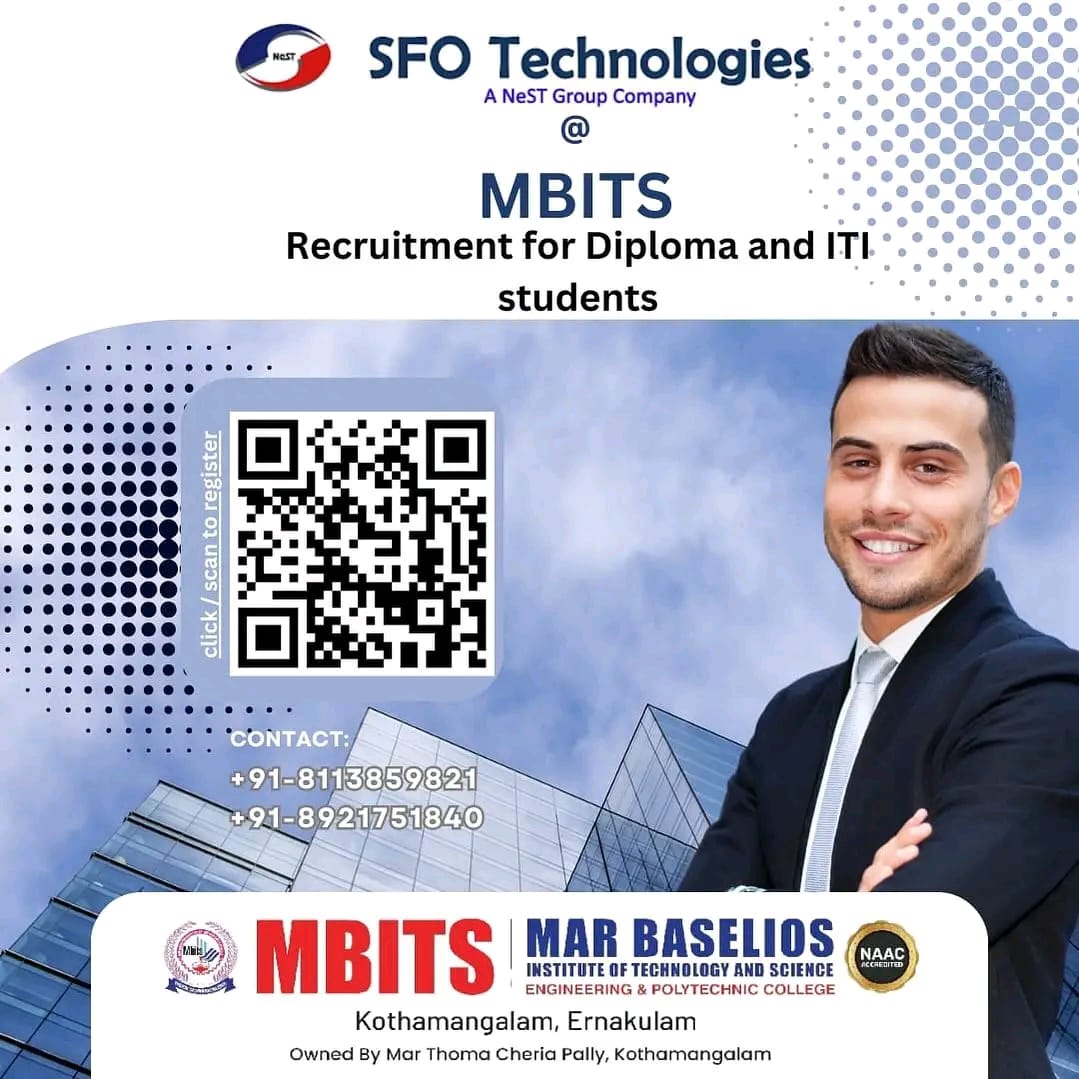 NeST
SFO Technologies
A NeST Group Company
@
MBITS
Recruitment for Diploma and ITI
students
click / scan to register
CONTACT:
+91-8113859821
+91-8921751840
Mbits
MBITS
MAR BASELIOS
INSTITUTE OF TECHNOLOGY AND SCIENCE
ENGINEERING & POLYTECHNIC COLLEGE
NAAC
ACCREDITED
Kothamangalam, Ernakulam
Owned By Mar Thoma Cheria Pally, Kothamangalam